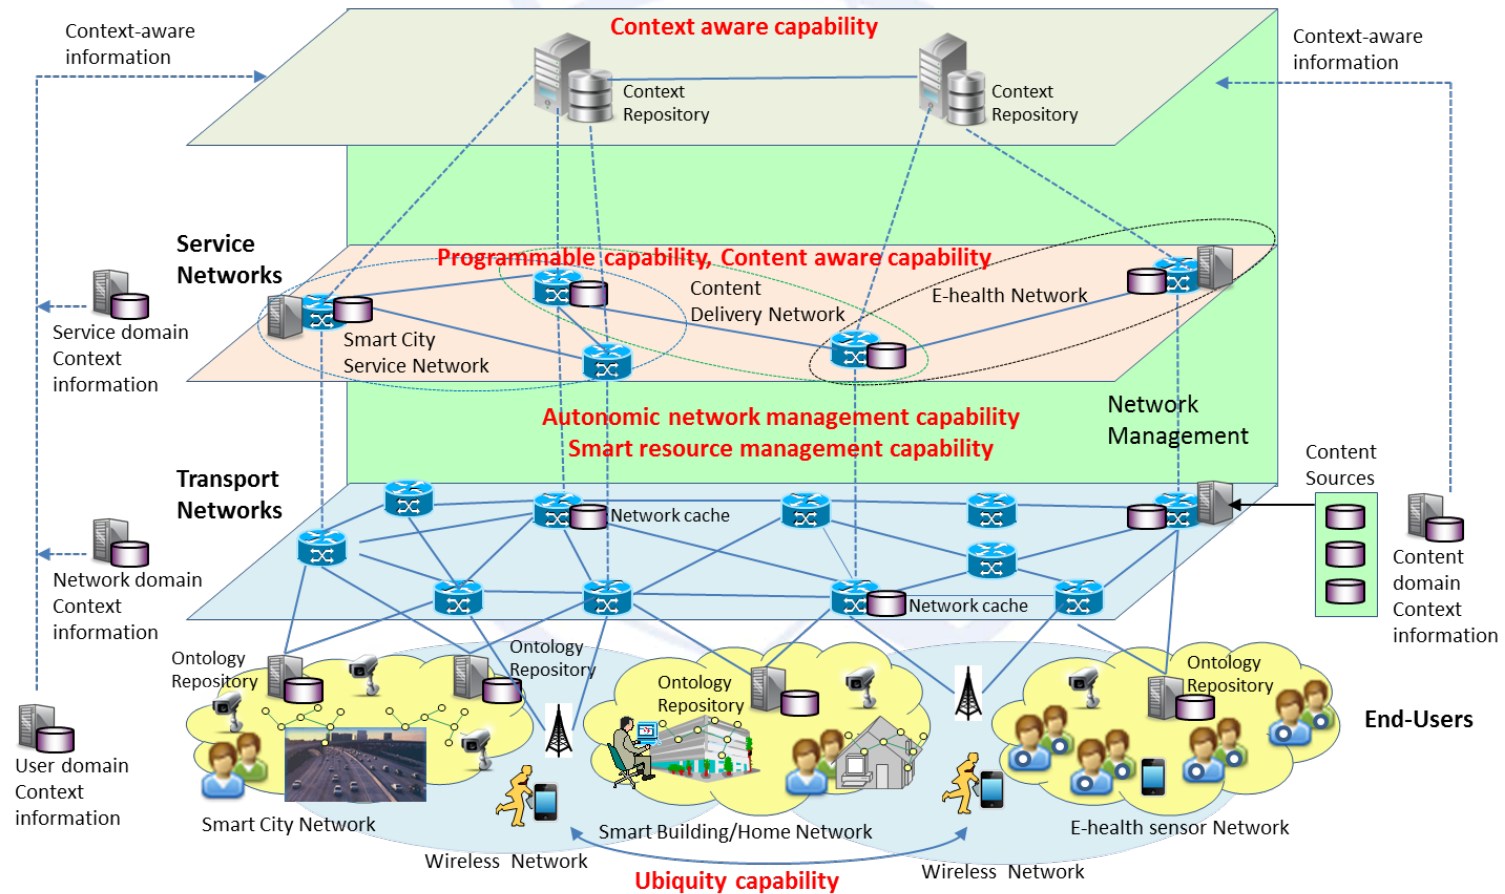 Context aware capability
Context-aware
information
Context-aware
information
Context
Repository
Context
Repository
Service
Networks
Programmable capability, Content aware capability
Content
Delivery Network
E-health Network
Smart City
Service Network
Service domain
Context
information
Autonomic network management capability
Smart resource management capability
Network
Management
Content
Sources
Transport
Networks
Network cache
Network cache
Network domain
Context
information
Content
domain
Context
information
Ontology
Repository
Ontology
Repository
Ontology
Repository
Ontology
Repository
End-Users
User domain
Context
information
Smart City Network
Smart Building/Home Network
E-health sensor Network
Wireless Network
Wireless Network
Ubiquity capability